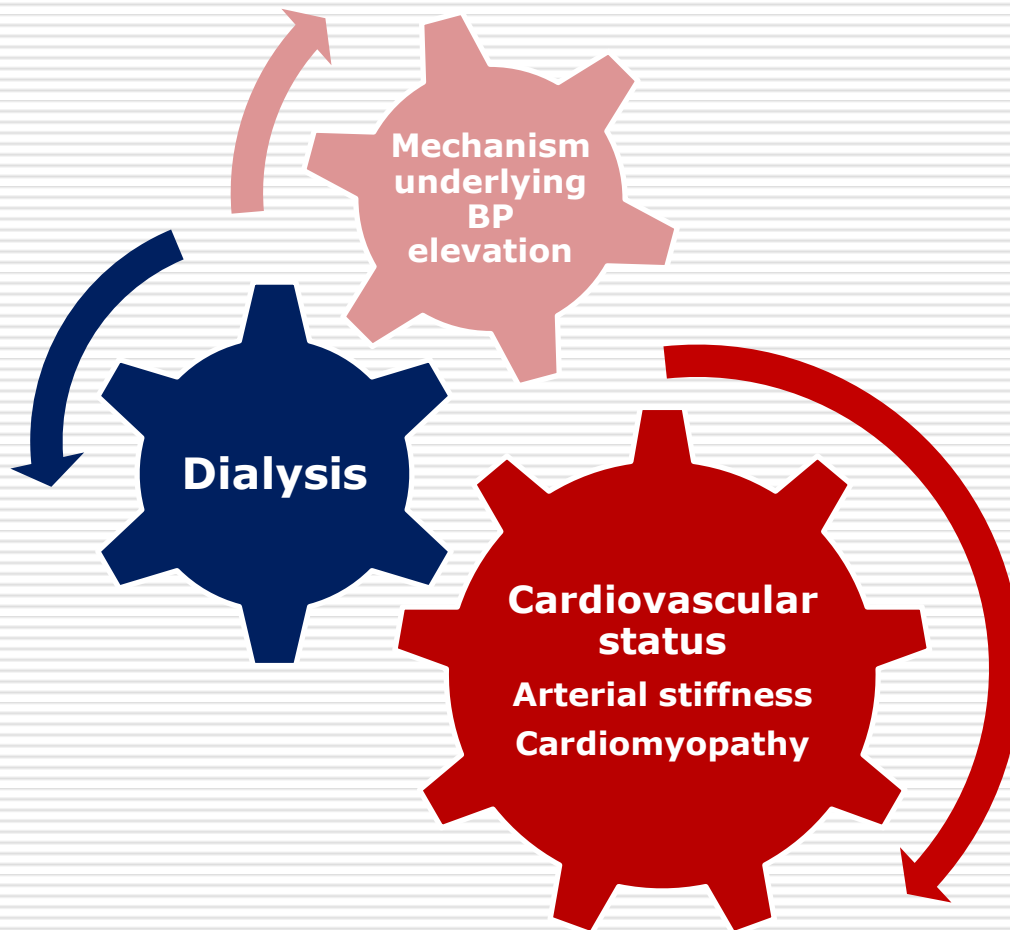 Mechanism
underlying
BP
elevation
Dialysis
Cardiovascular
status
Arterial stiffness
Cardiomyopathy